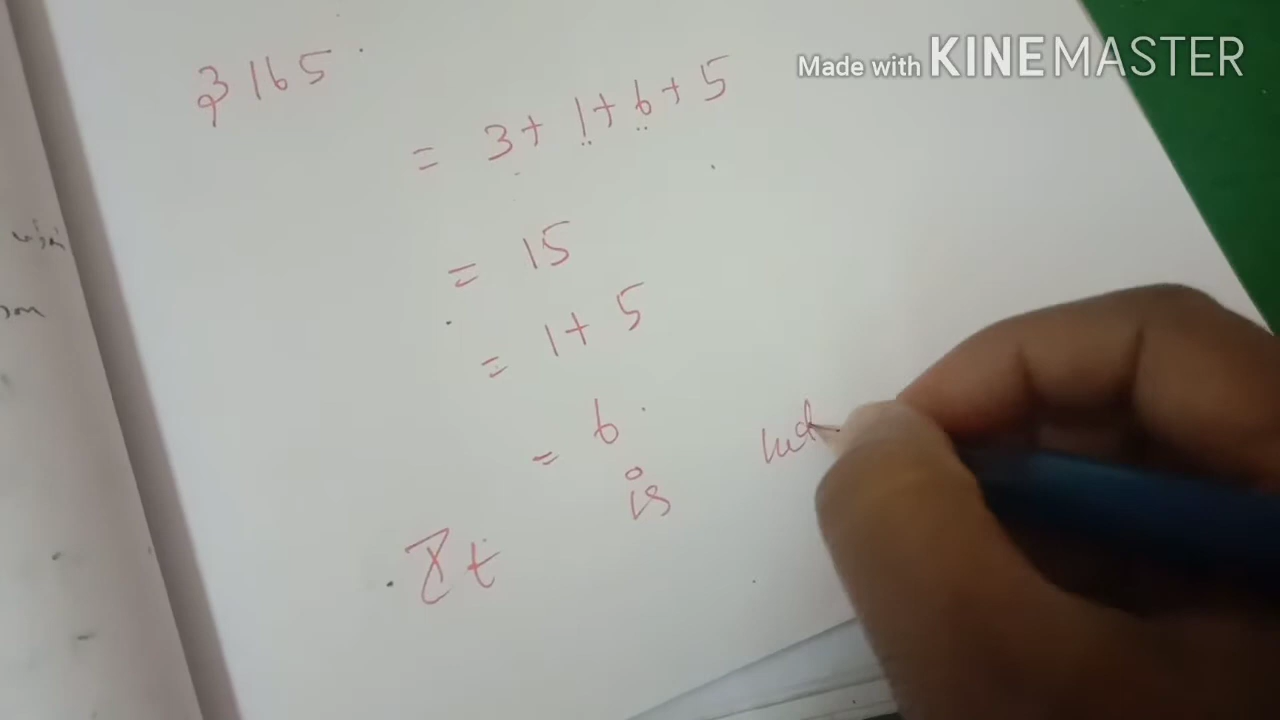 Made with KINEMASTER
3165
= 3+ 1+ 6+ 5
= 15
= 1+ 5
= 6
It is